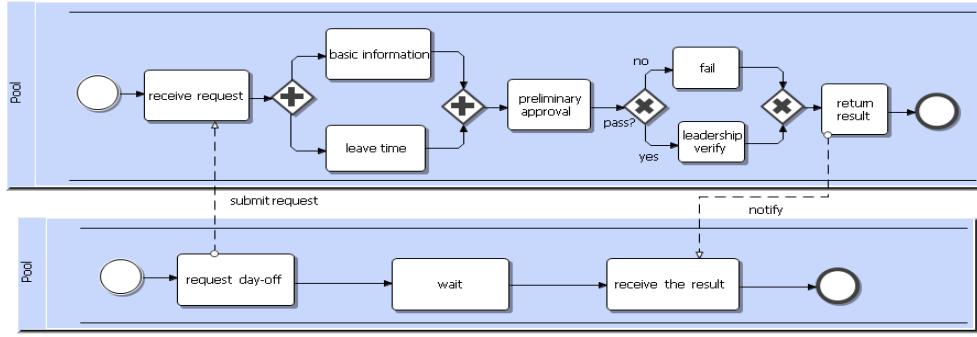 Pool
receive request
basic information
leave time
preliminary
approval
pass?
no
yes
fail
leadership
verify
return
result
submit request
notify
Pool
request day-off
wait
receive the result